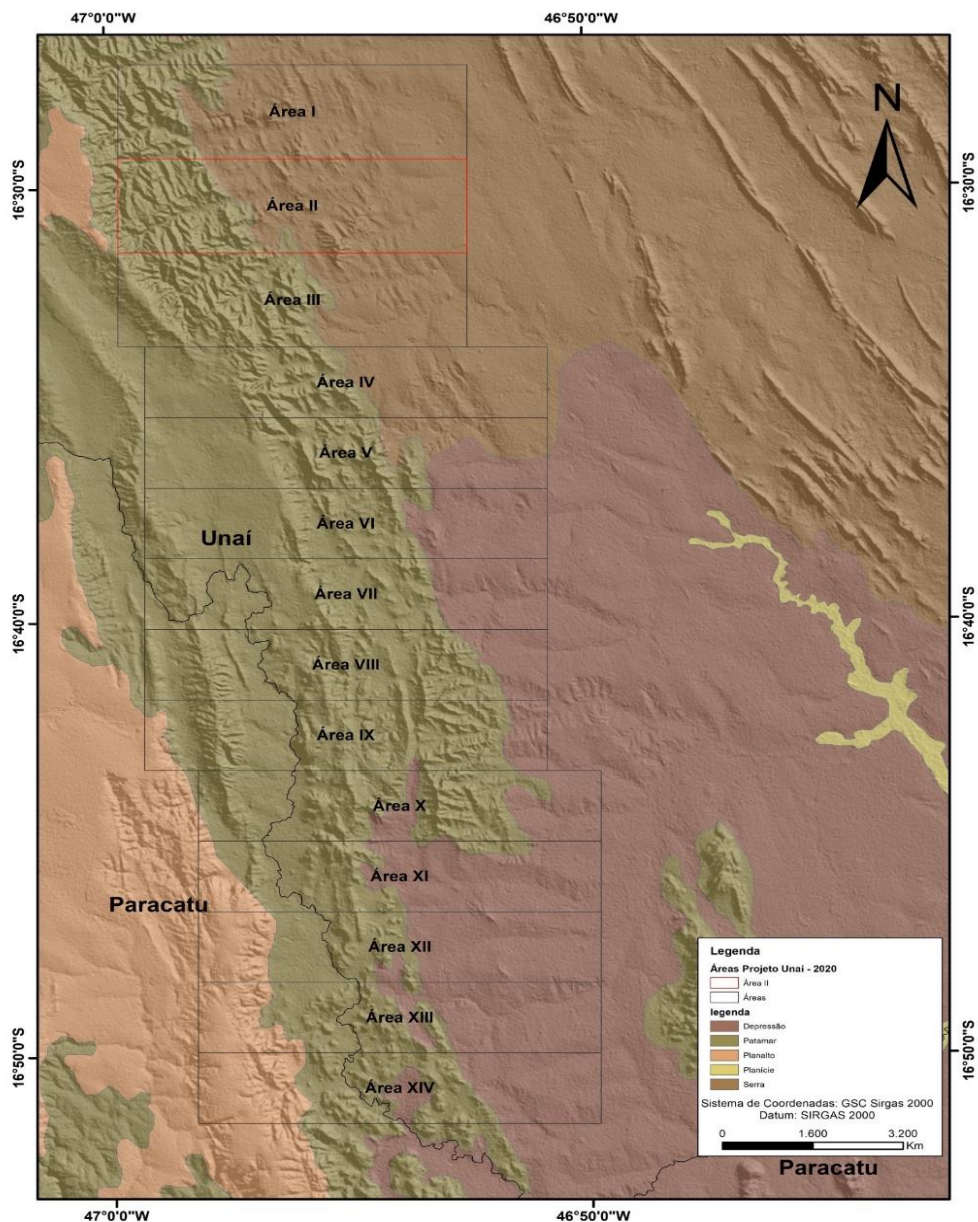 47°0'0"W
46°50'0"W
N
16°30'0"S
16°30'0"S
Área I
Área II
Área III
Área IV
Área V
Área VI
Unaí
Área VII
16°40'0"S
16°40'0"S
Área VIII
Área IX
Área X
Área XI
Paracatu
Área XII
Área XIII
16°50'0"S
16°50'0"S
Área XIV
Legenda
Áreas Projeto Unai - 2020
Área II
Áreas
legenda
Depressão
Patamar
Planalto
Planície
Serra
Sistema de Coordenadas: GSC Sirgas 2000
Datum: SIRGAS 2000
0 1.600 3.200
Km
Paracatu
47°0'0"W
46°50'0"W